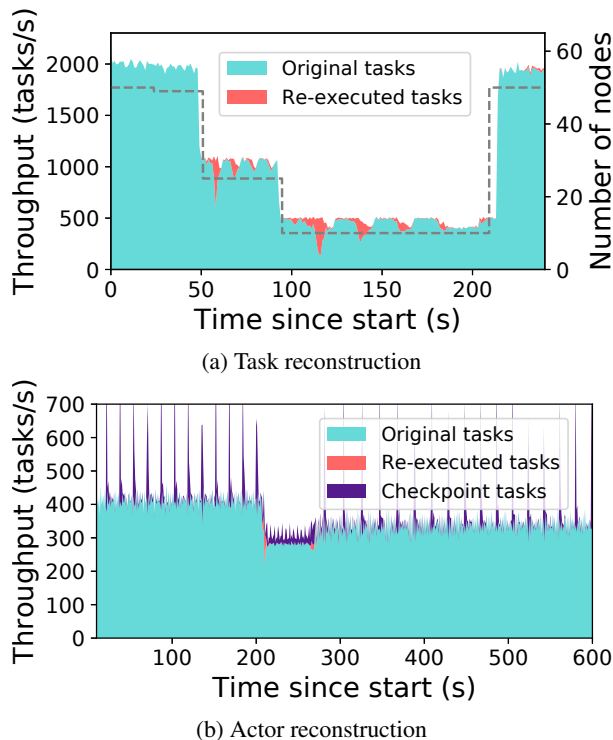 Throughput (tasks/s)
2000
1500
1000
500
0
Original tasks
Re-executed tasks
60
40
20
0
Number of nodes
0 50 100 150 200
Time since start (s)
(a) Task reconstruction
Throughput (tasks/s)
700
600
500
400
300
200
100
0
Original tasks
Re-executed tasks
Checkpoint tasks
100 200 300 400 500 600
Time since start (s)
(b) Actor reconstruction